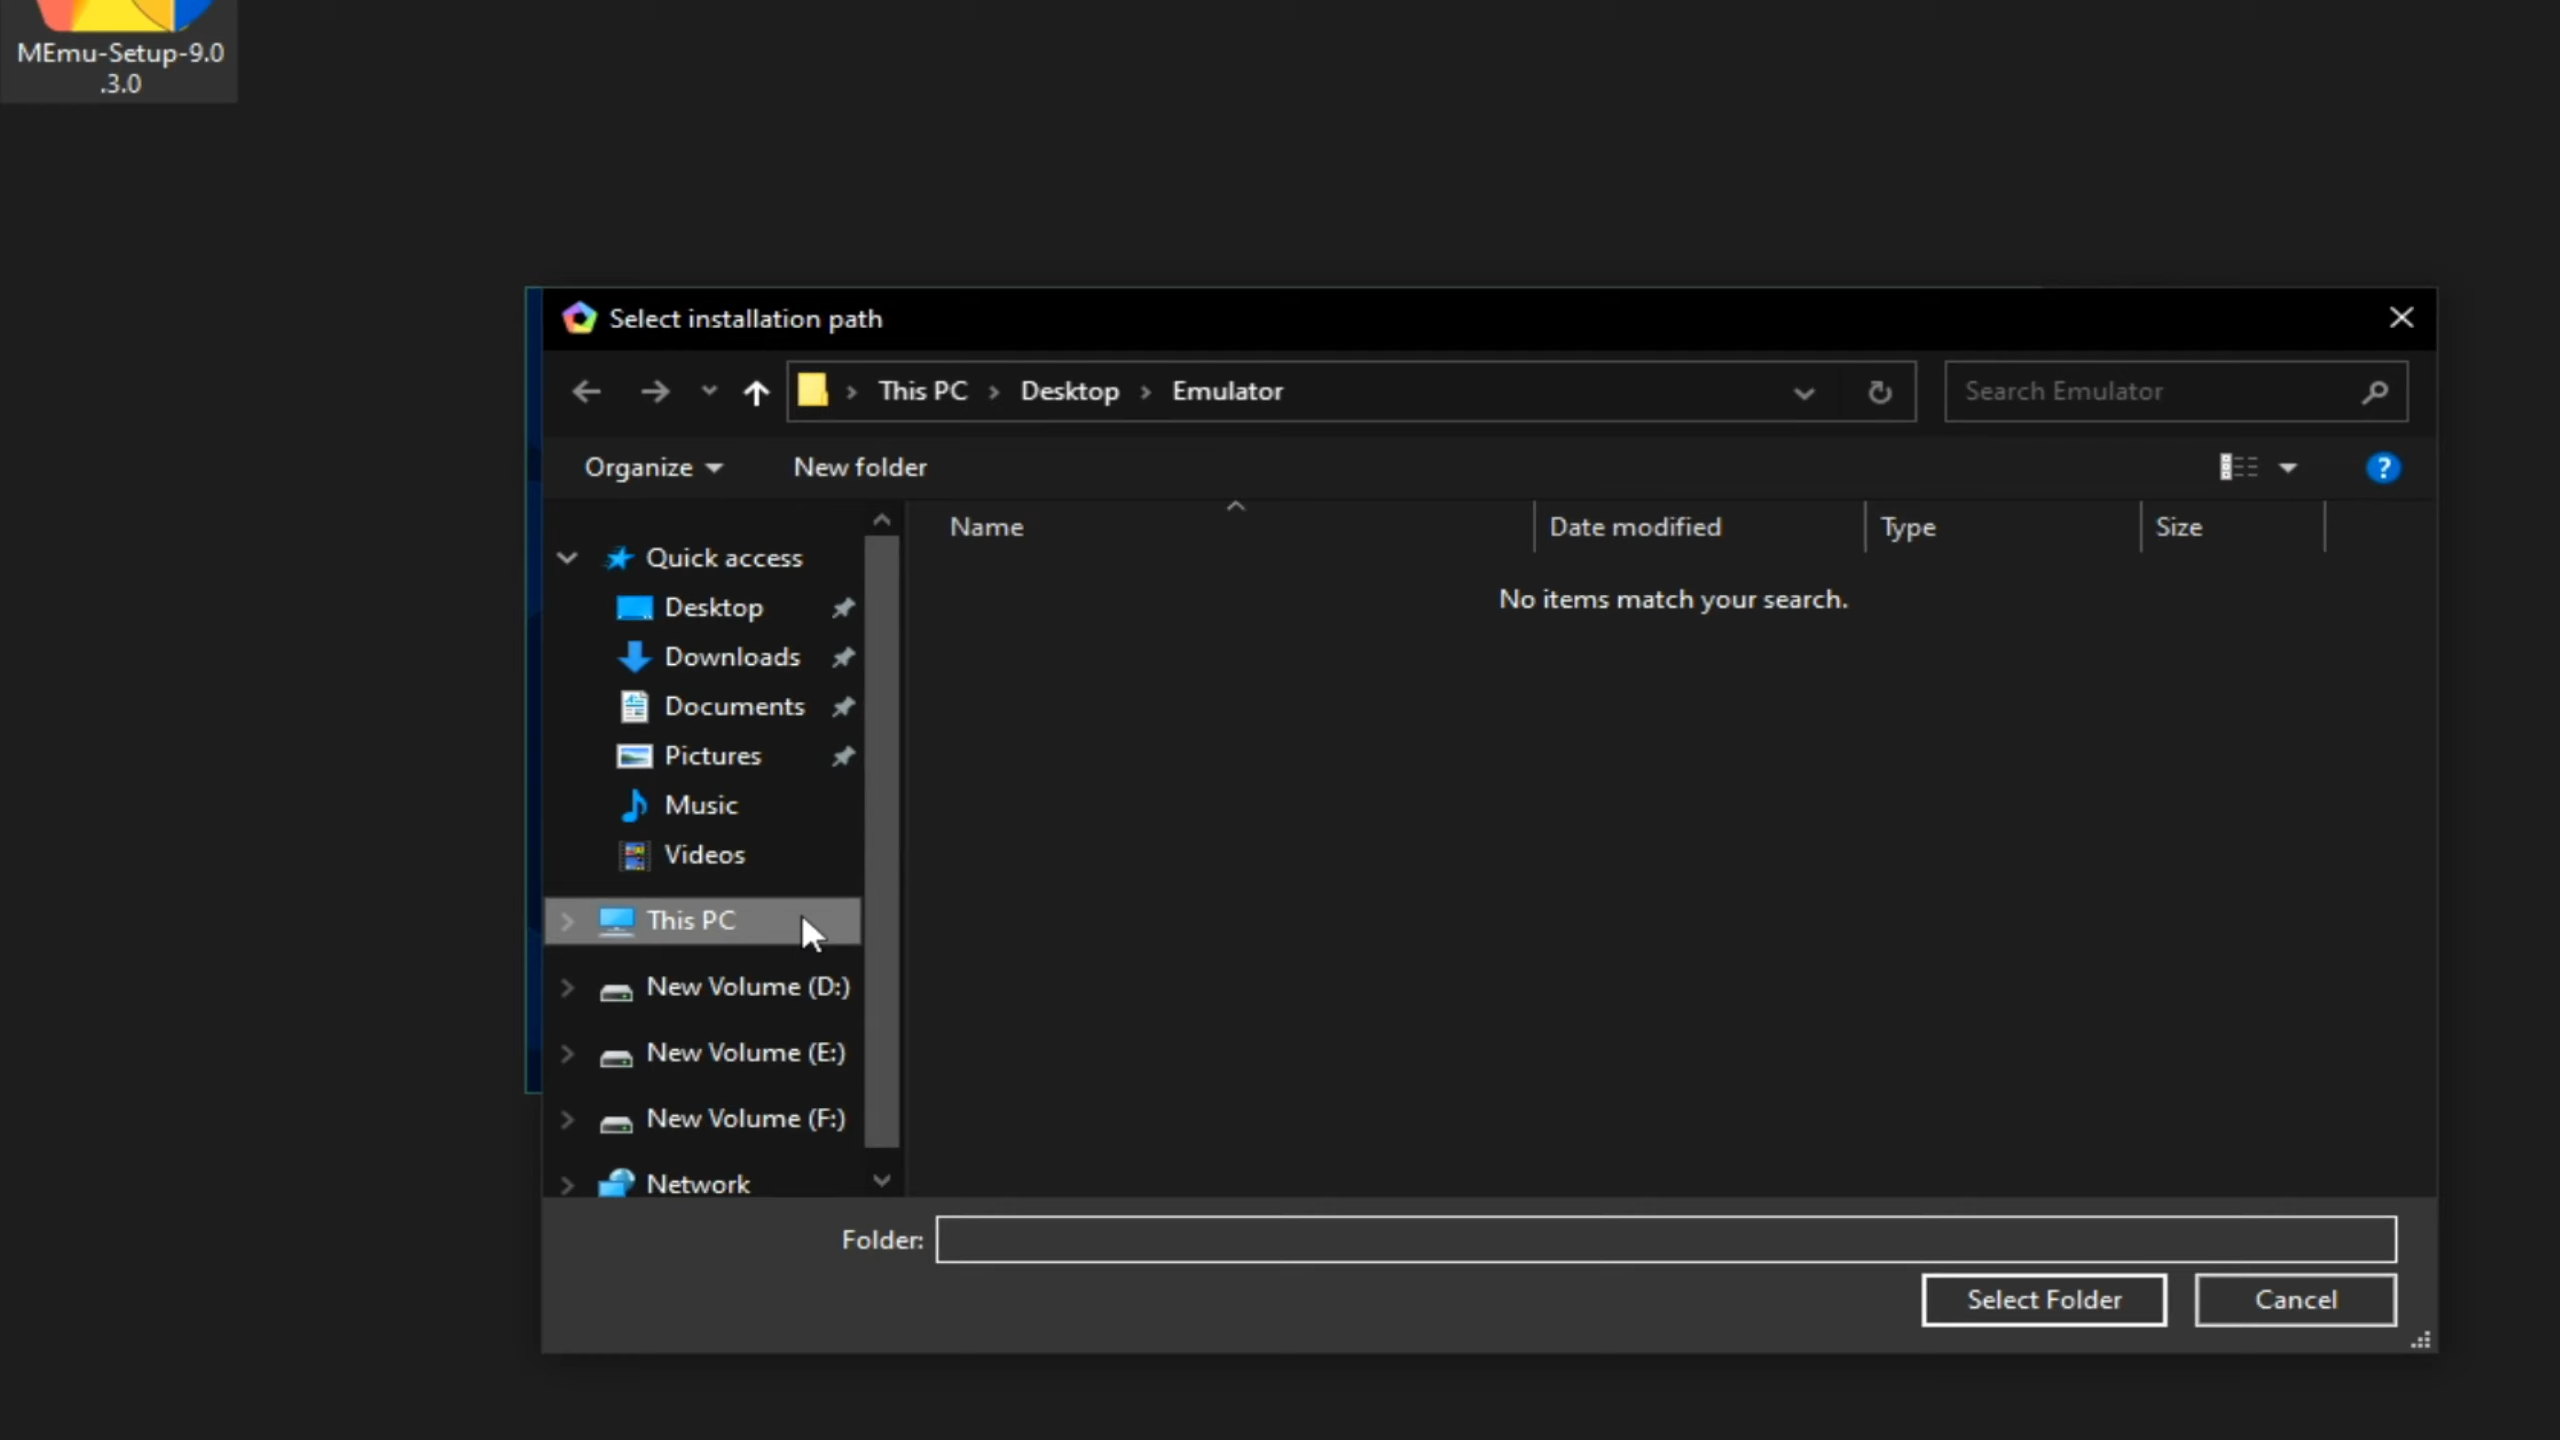 MEmu-Setup-9.0
.3.0
Select installation path
This PC
Desktop
Emulator
Search Emulator
Organize
New folder
?
Name
Date modified
Type
Size
No items match your search.
Quick access
Desktop
Downloads
Documents
Pictures
Music
Videos
This PC
New Volume (D:)
New Volume (E:)
New Volume (F:)
Network
Folder:
Select Folder
Cancel